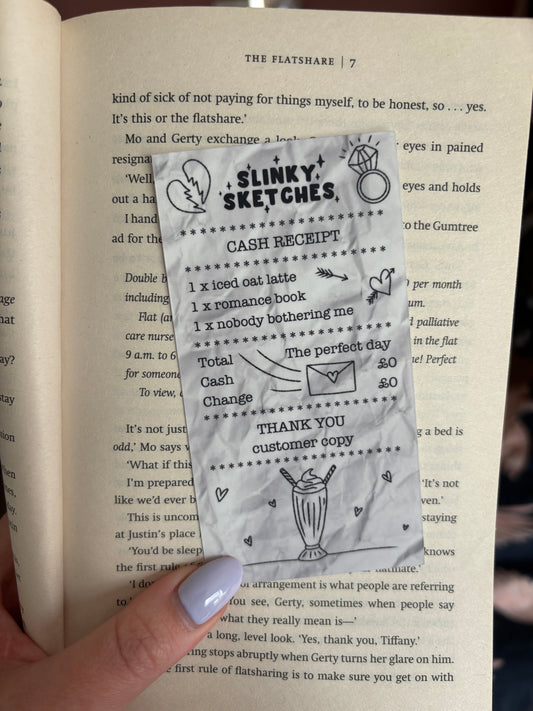 THE FLATSHARE | 7
kind of sick of not paying for things myself, to be honest, so . . . yes.
It's this or the flatshare.'
Mo and Gerty exchange a look. eyes in pained
'Well,
out a ha eyes and holds
I hand to the Gumtree
ad for the
SLINKY
SKETCHES
********************
CASH RECEIPT
********************
1 x iced oat latte
1 x romance book
1 x nobody bothering me
********************
Total The perfect day
Cash £0
Change £0
********************
THANK YOU
customer copy
********************
Double b per month
including um.
Flat (a palliative
care nurse in the flat
9 a.m. to 6 ue! Perfect
for someone
To view,
It's not just g a bed is
odd,' Mo says
'What if this
I'm prepared 'It's not
like we'd ever b ven.'
This is uncom staying
at Justin's place
'You'd be sleep knows
the first rule
'I do of arrangement is what people are referring
to.' You see, Gerty, sometimes when people say
what they really mean is—'
a long, level look. 'Yes, thank you, Tiffany.'
ring stops abruptly when Gerty turns her glare on him.
e first rule of flatsharing is to make sure you get on with